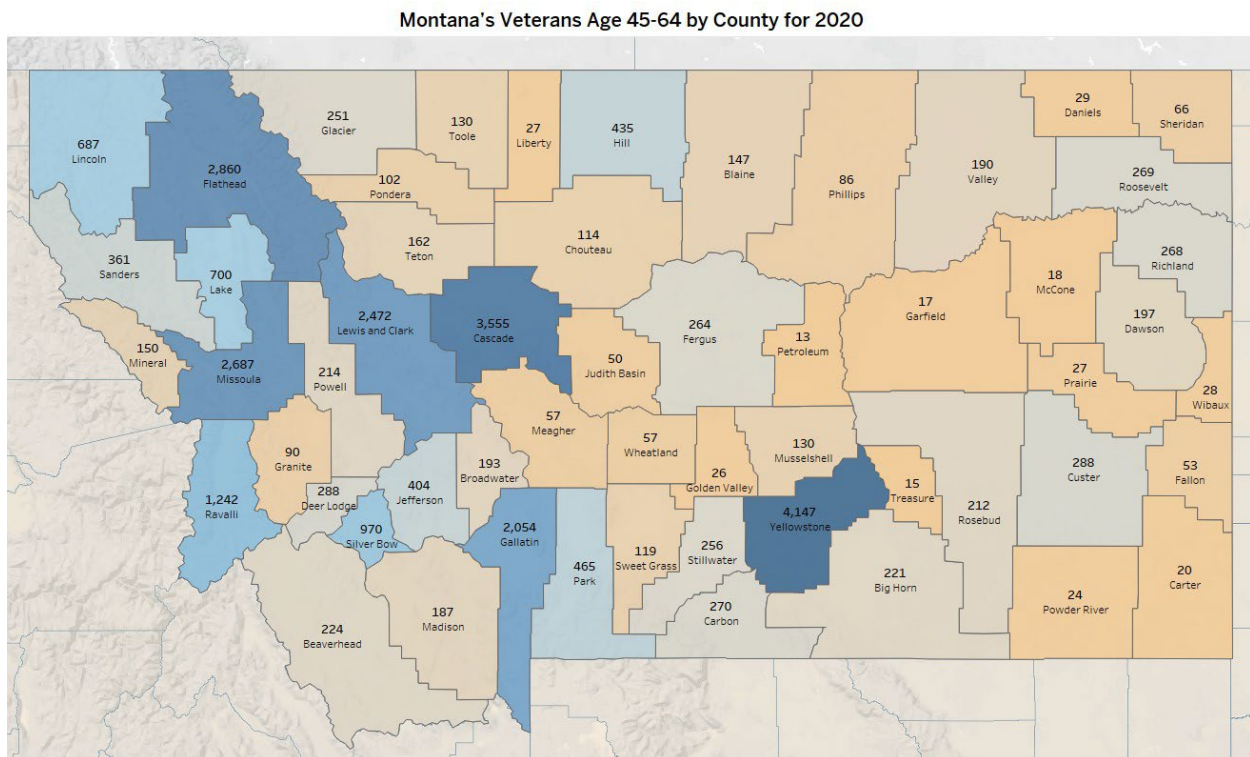 Montana's Veterans Age 45-64 by County for 2020
687
Lincoln
2,860
Flathead
251
Glacier
130
Toole
27
Liberty
435
Hill
147
Blaine
86
Phillips
190
Valley
29
Daniels
66
Sheridan
269
Roosevelt
102
Pondera
361
Sanders
700
Lake
162
Teton
114
Chouteau
268
Richland
18
McCone
17
Garfield
197
Dawson
150
Mineral
2,687
Missoula
214
Powell
2,472
Lewis and Clark
3,555
Cascade
50
Judith Basin
264
Fergus
13
Petroleum
27
Prairie
28
Wibaux
90
Granite
57
Meagher
57
Wheatland
26
Golden Valley
130
Musselshell
15
Treasure
212
Rosebud
288
Custer
53
Fallon
1,242
Ravalli
288
Deer Lodge
970
Silver Bow
404
Jefferson
193
Broadwater
2,054
Gallatin
465
Park
119
Sweet Grass
256
Stillwater
4,147
Yellowstone
270
Carbon
221
Big Horn
24
Powder River
20
Carter
224
Beaverhead
187
Madison